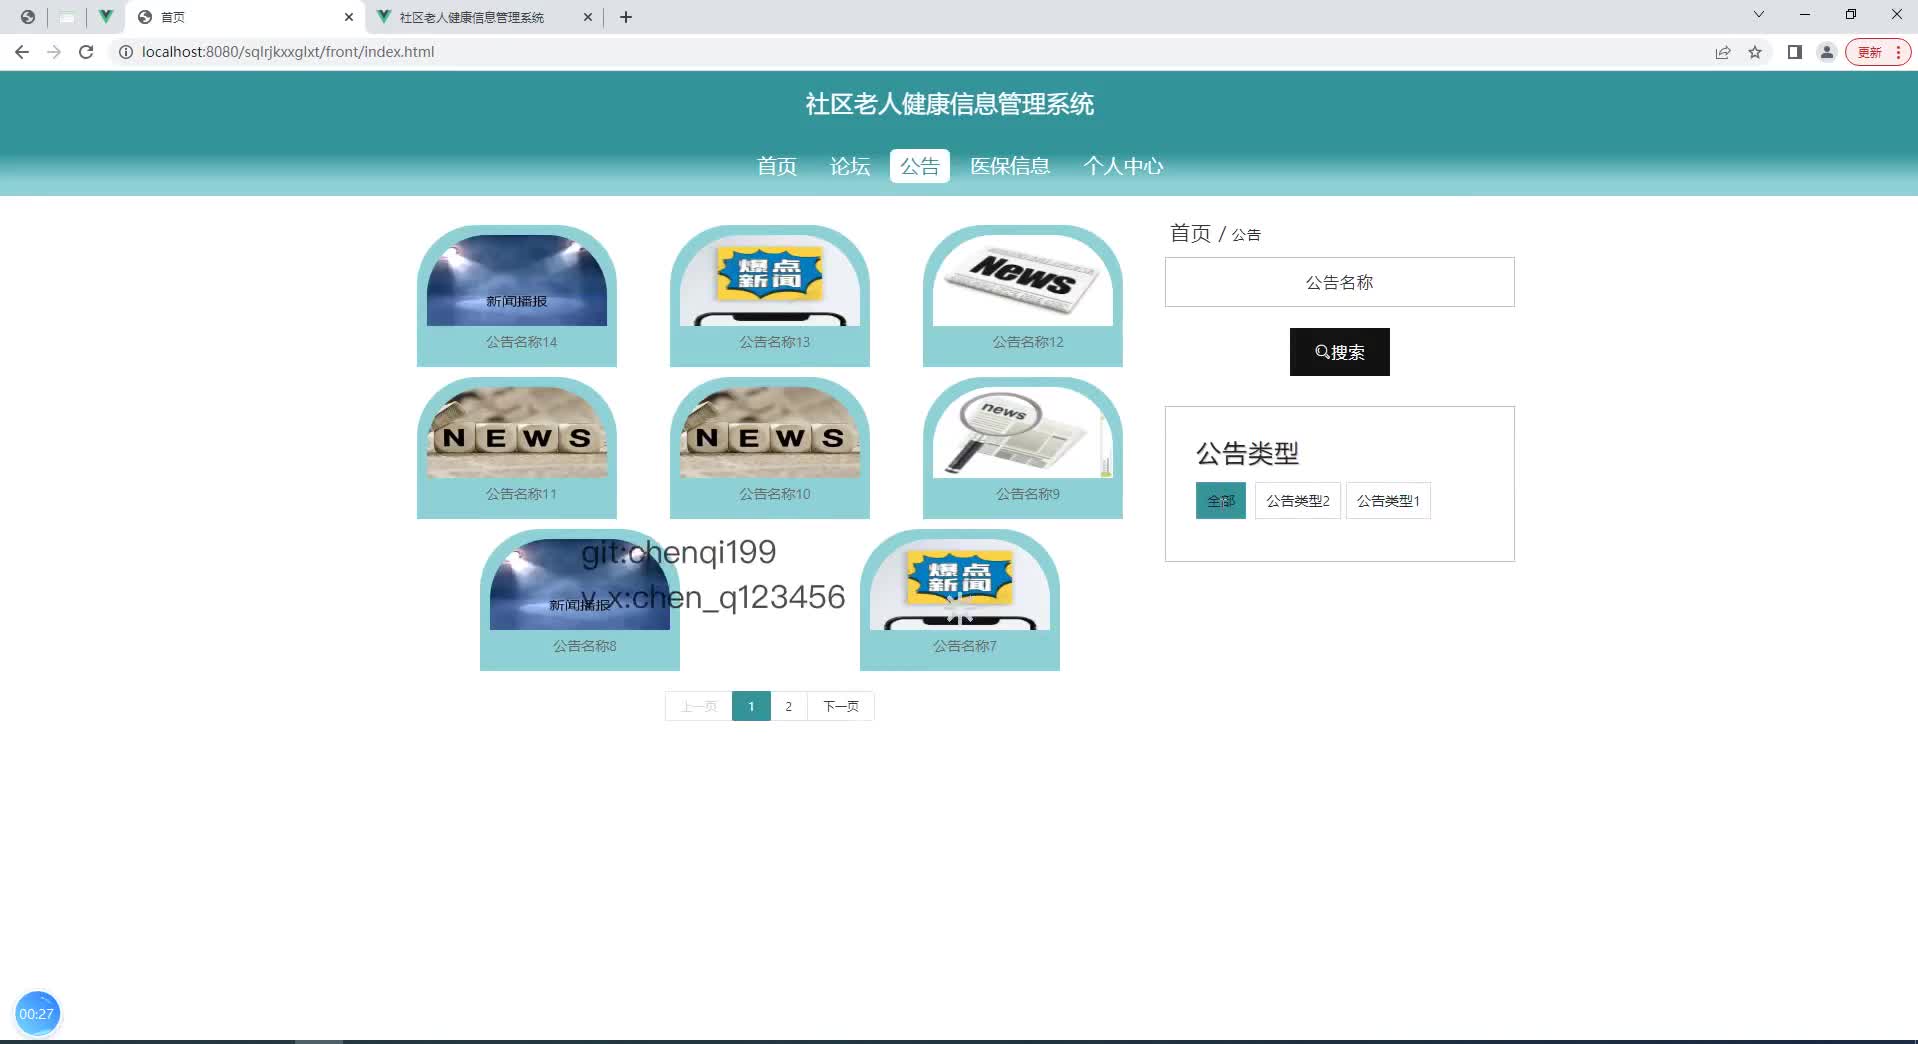 首页
社区老人健康信息管理系统
localhost:8080/sqlrjkxxglxt/front/index.html
更新
社区老人健康信息管理系统
首页 论坛 公告 医保信息 个人中心
新闻播报
公告名称14
爆点
新闻
公告名称13
News
公告名称12
NEWS
公告名称11
NEWS
公告名称10
news
公告名称9
新闻播报
公告名称8
爆点
新闻
公告名称7
git:chenqi199
v x:chen_q123456
上一页 1 2 下一页
首页 / 公告
公告名称
搜索
公告类型
全部 公告类型2 公告类型1
00:27